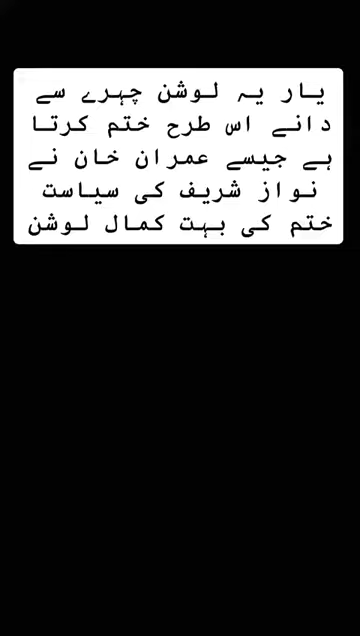 یار یہ لوشن چہرے سے
دانے اس طرح ختم کرتا
ہے جیسے عمران خان نے
نواز شریف کی سیاست
ختم کی بہت کمال لوشن